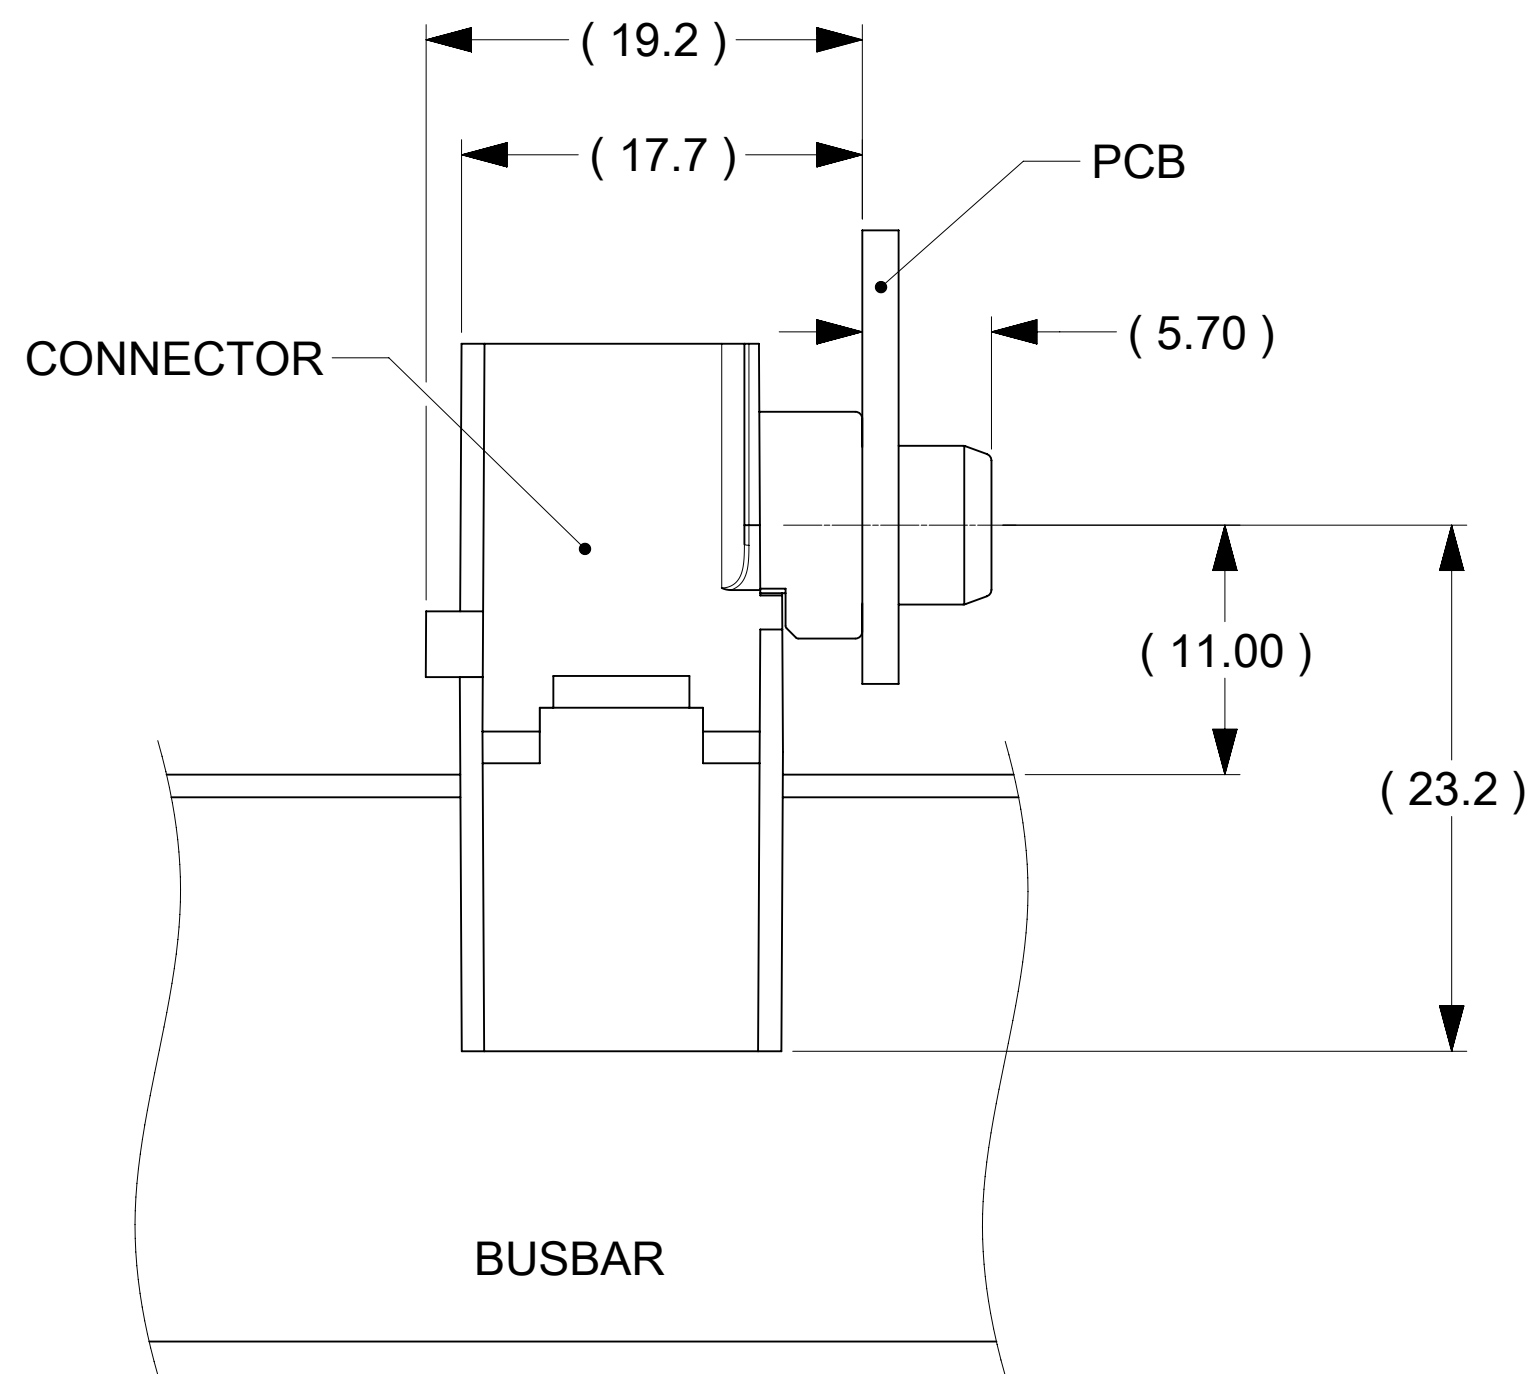 ( 19.2 )
( 17.7 )
PCB
( 5.70 )
CONNECTOR
( 11.00 )
( 23.2 )
BUSBAR